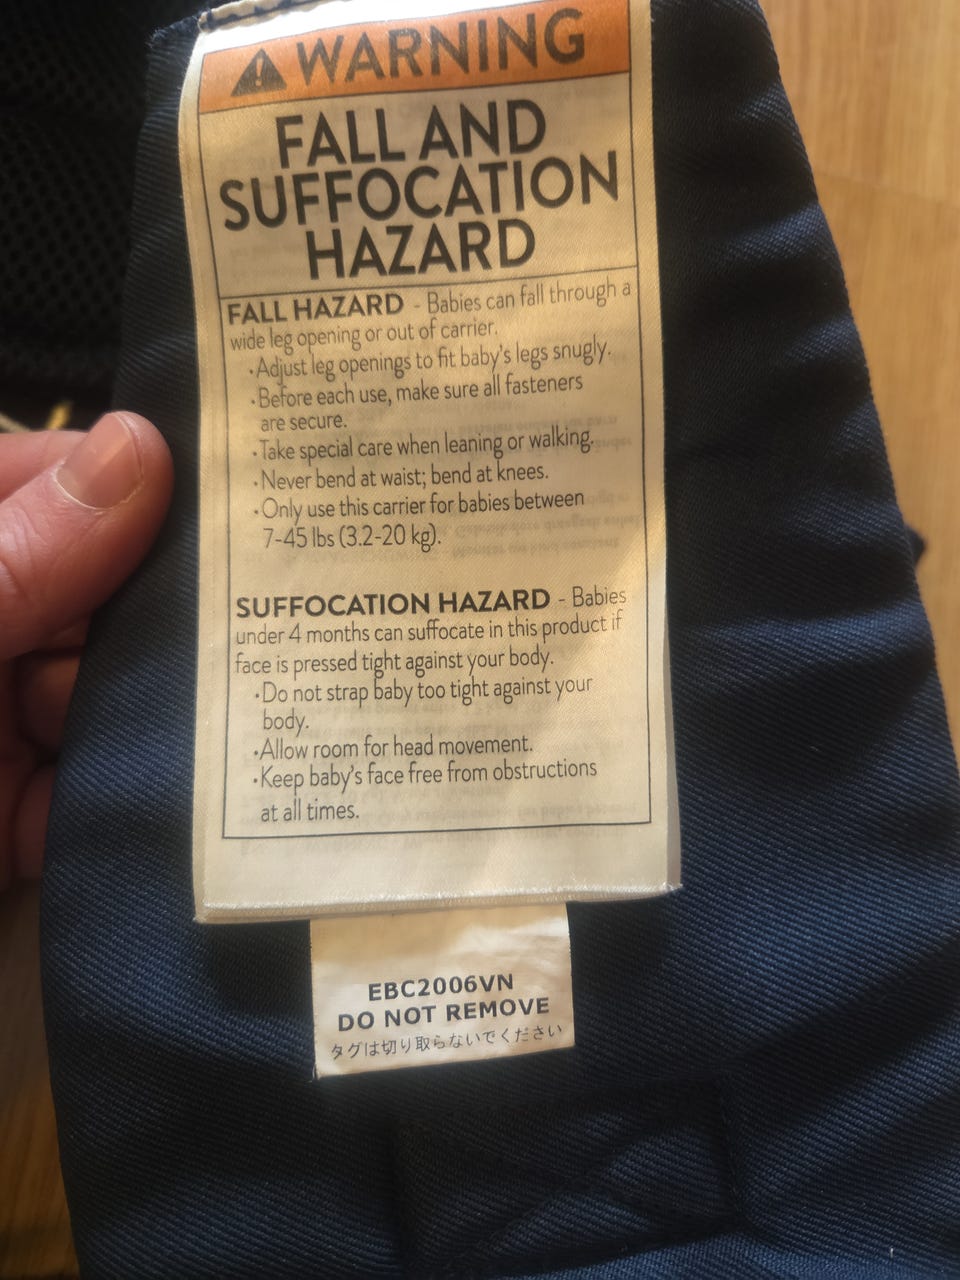 WARNING
FALL AND
SUFFOCATION
HAZARD
FALL HAZARD - Babies can fall through a
wide leg opening or out of carrier.
·Adjust leg openings to fit baby's legs snugly.
·Before each use, make sure all fasteners
are secure.
·Take special care when leaning or walking.
·Never bend at waist; bend at knees.
·Only use this carrier for babies between
7-45 lbs (3.2-20 kg).
SUFFOCATION HAZARD - Babies
under 4 months can suffocate in this product if
face is pressed tight against your body.
·Do not strap baby too tight against your
body.
·Allow room for head movement.
·Keep baby's face free from obstructions
at all times.
EBC2006VN
DO NOT REMOVE
タグは切り取らないでください